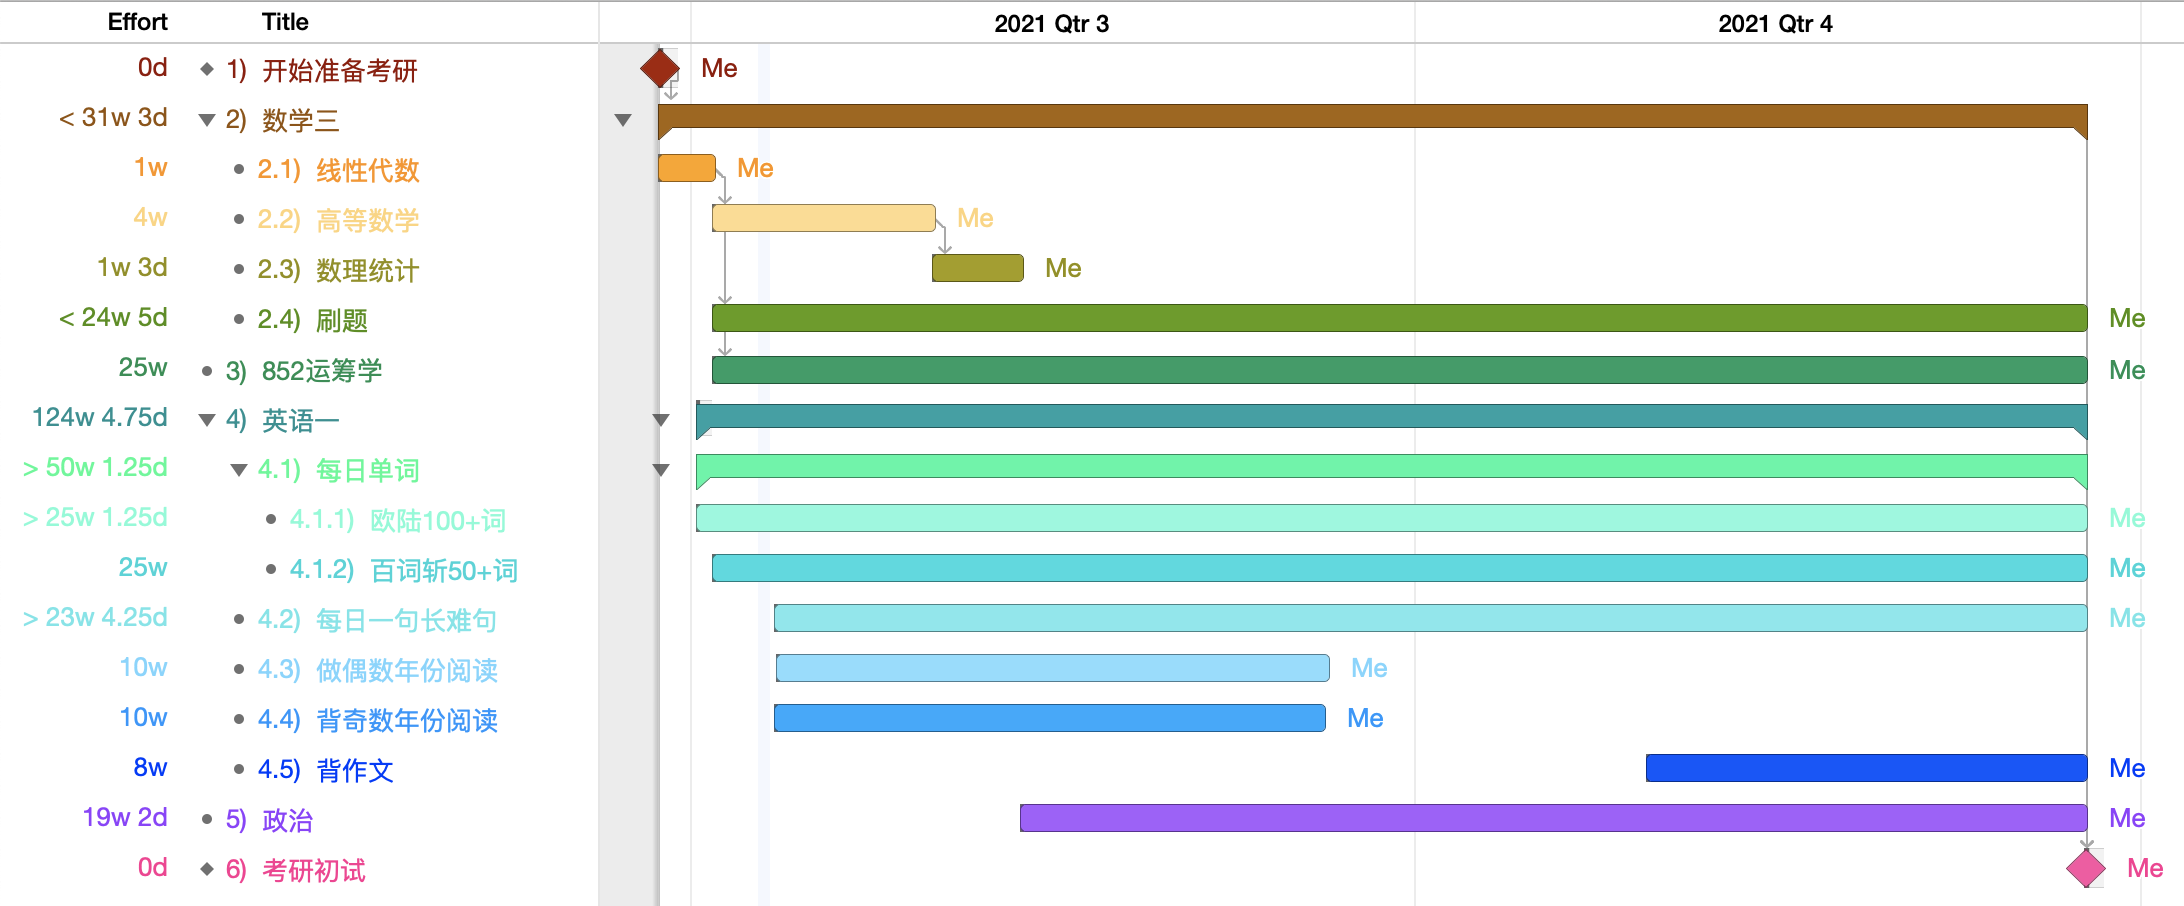 Effort Title 2021 Qtr 3 2021 Qtr 4
0d 1) 开始准备考研 Me
< 31w 3d 2) 数学三
1w 2.1) 线性代数 Me
4w 2.2) 高等数学 Me
1w 3d 2.3) 数理统计 Me
< 24w 5d 2.4) 刷题 Me
25w 3) 852运筹学 Me
124w 4.75d 4) 英语一
> 50w 1.25d 4.1) 每日单词
> 25w 1.25d 4.1.1) 欧陆100+词 Me
25w 4.1.2) 百词斩50+词 Me
> 23w 4.25d 4.2) 每日一句长难句 Me
10w 4.3) 做偶数年份阅读 Me
10w 4.4) 背奇数年份阅读 Me
8w 4.5) 背作文 Me
19w 2d 5) 政治 Me
0d 6) 考研初试 Me